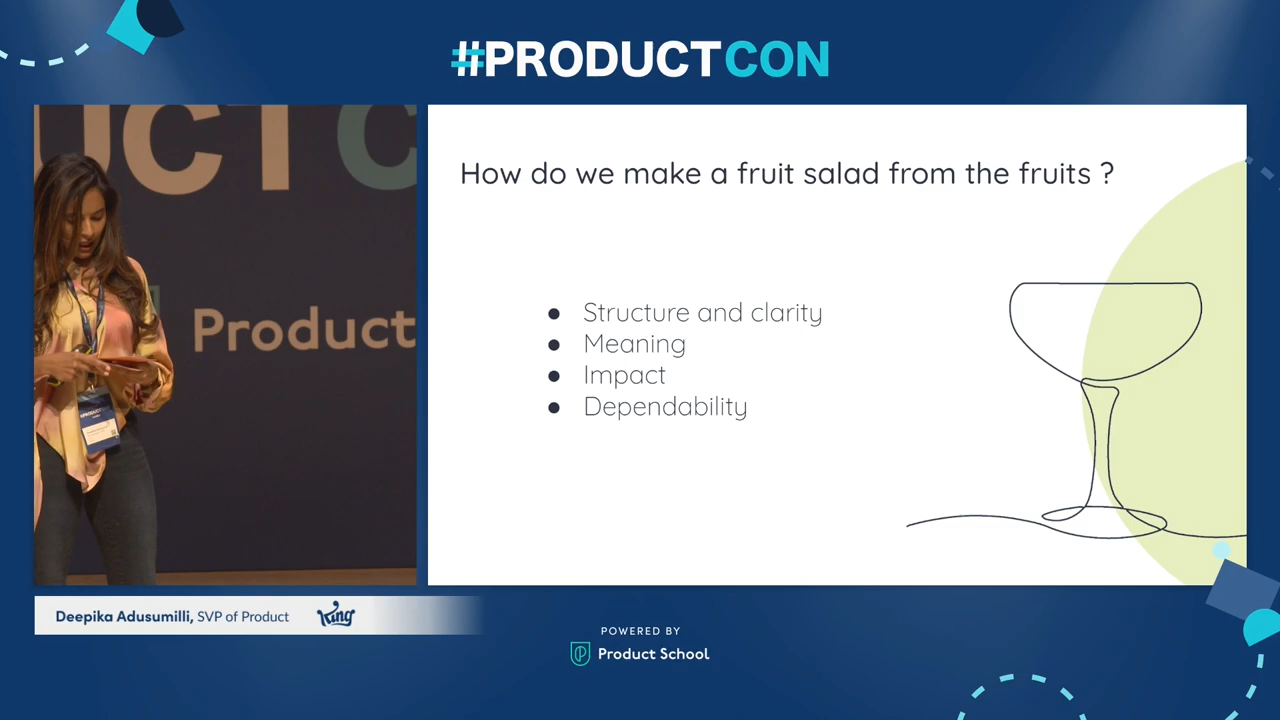 #PRODUCTCON
UCT C
Product
How do we make a fruit salad from the fruits ?
● Structure and clarity
● Meaning
● Impact
● Dependability
Deepika Adusumilli, SVP of Product
King
POWERED BY
Product School